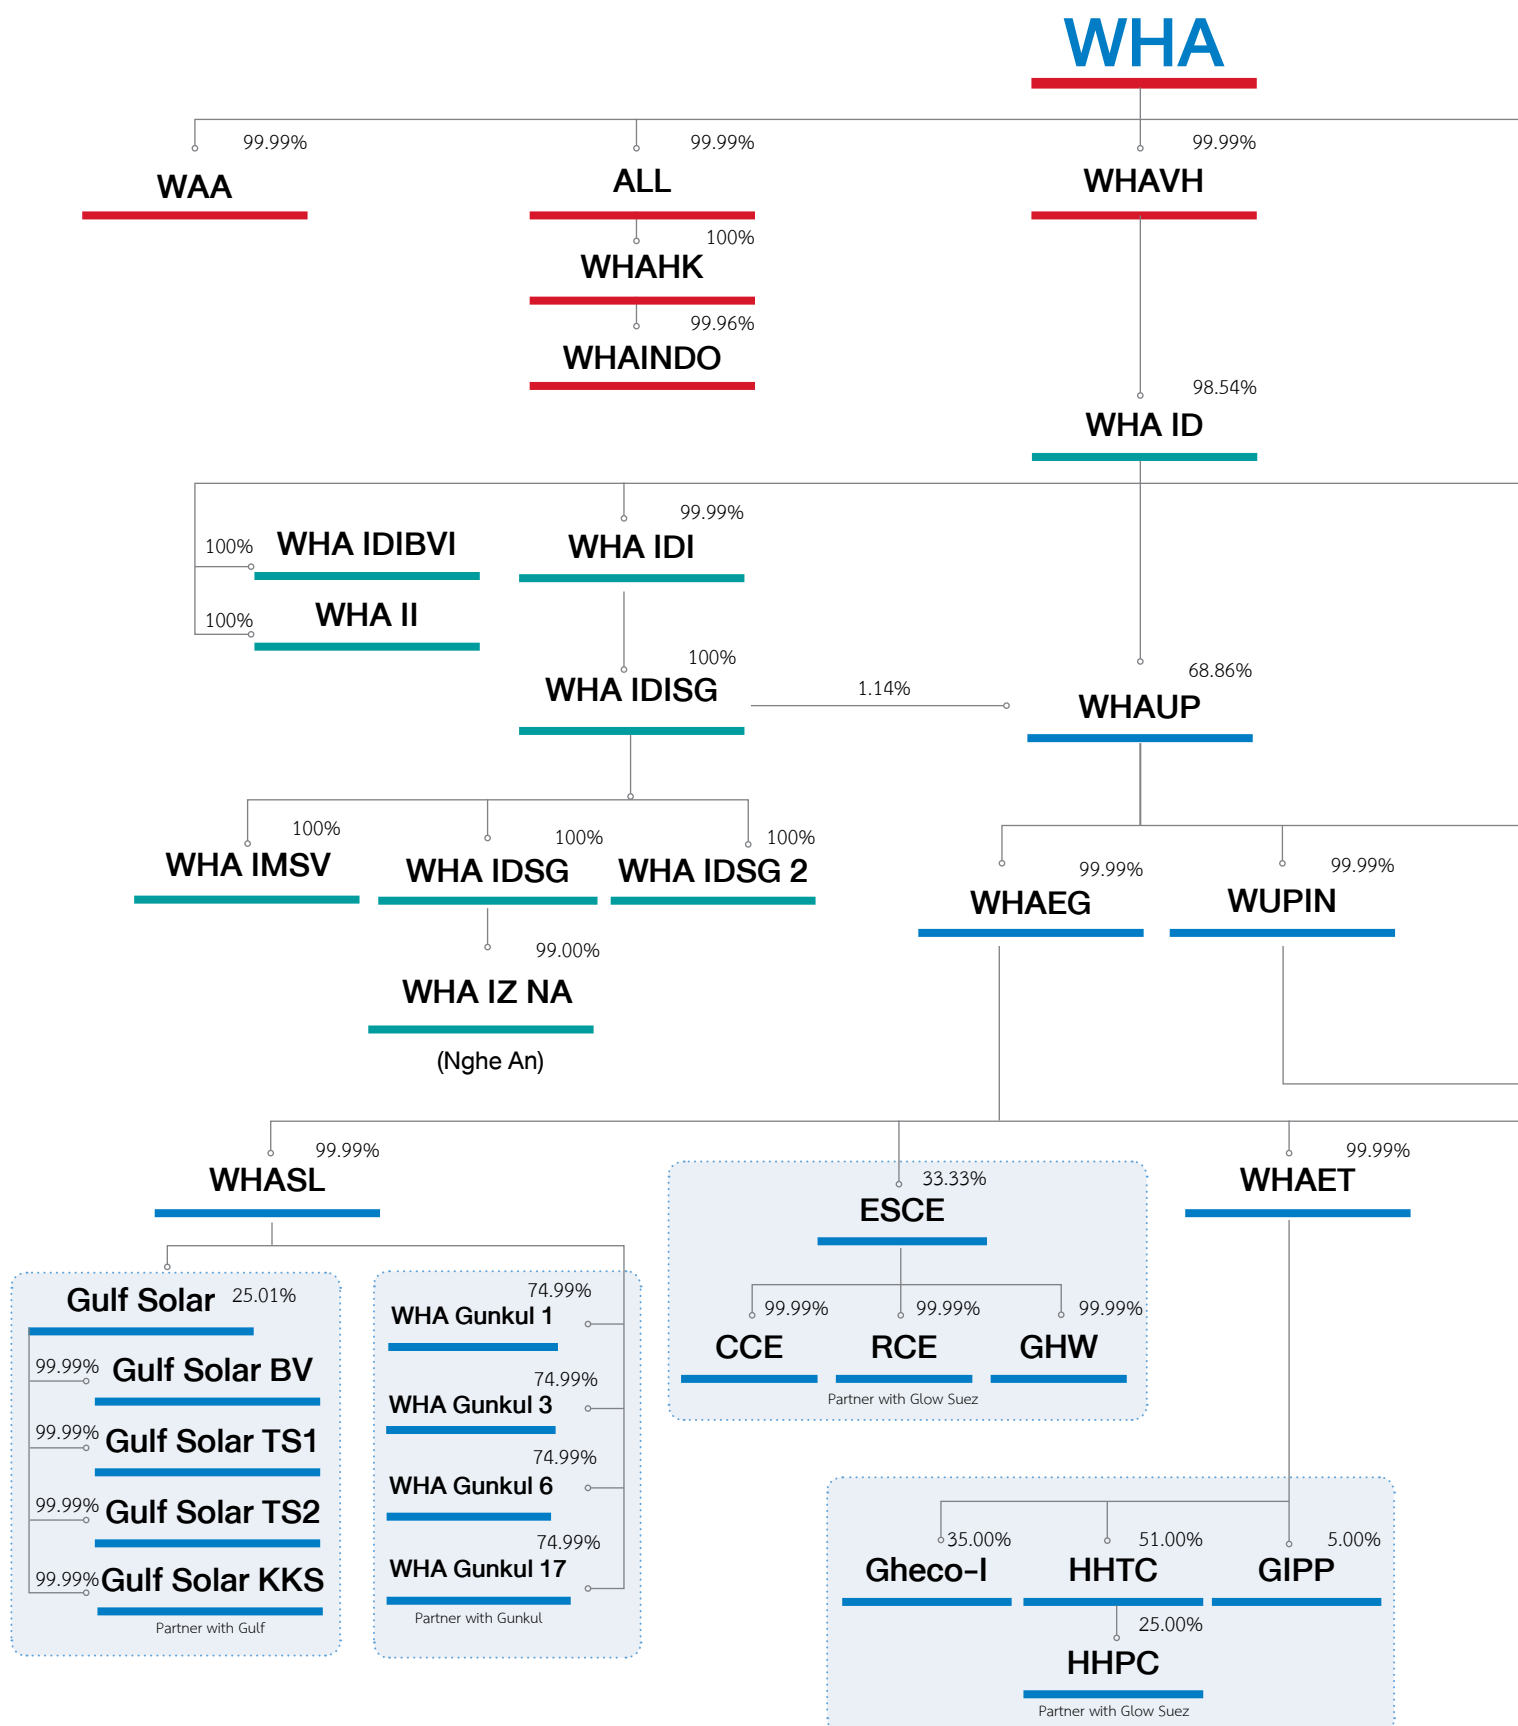 WHA
99.99%
99.99%
99.99%
WAA
ALL
WHAVH
100%
WHAHK
99.96%
WHAINDO
98.54%
WHA ID
99.99%
100%
WHA IDIBVI
WHA IDI
100%
WHA II
100%
WHA IDISG
1.14%
68.86%
WHAUP
100%
100%
100%
WHA IMSV
WHA IDSG
WHA IDSG 2
99.99%
99.99%
WHAEG
WUPIN
99.00%
WHA IZ NA
(Nghe An)
99.99%
WHASL
33.33%
ESCE
99.99%
WHAET
Gulf Solar
25.01%
99.99%
Gulf Solar BV
99.99%
Gulf Solar TS1
99.99%
Gulf Solar TS2
99.99%
Gulf Solar KKS
Partner with Gulf
74.99%
WHA Gunkul 1
74.99%
WHA Gunkul 3
74.99%
WHA Gunkul 6
74.99%
WHA Gunkul 17
Partner with Gunkul
99.99%
99.99%
99.99%
CCE
RCE
GHW
Partner with Glow Suez
35.00%
51.00%
5.00%
Gheco-I
HHTC
GIPP
25.00%
HHPC
Partner with Glow Suez